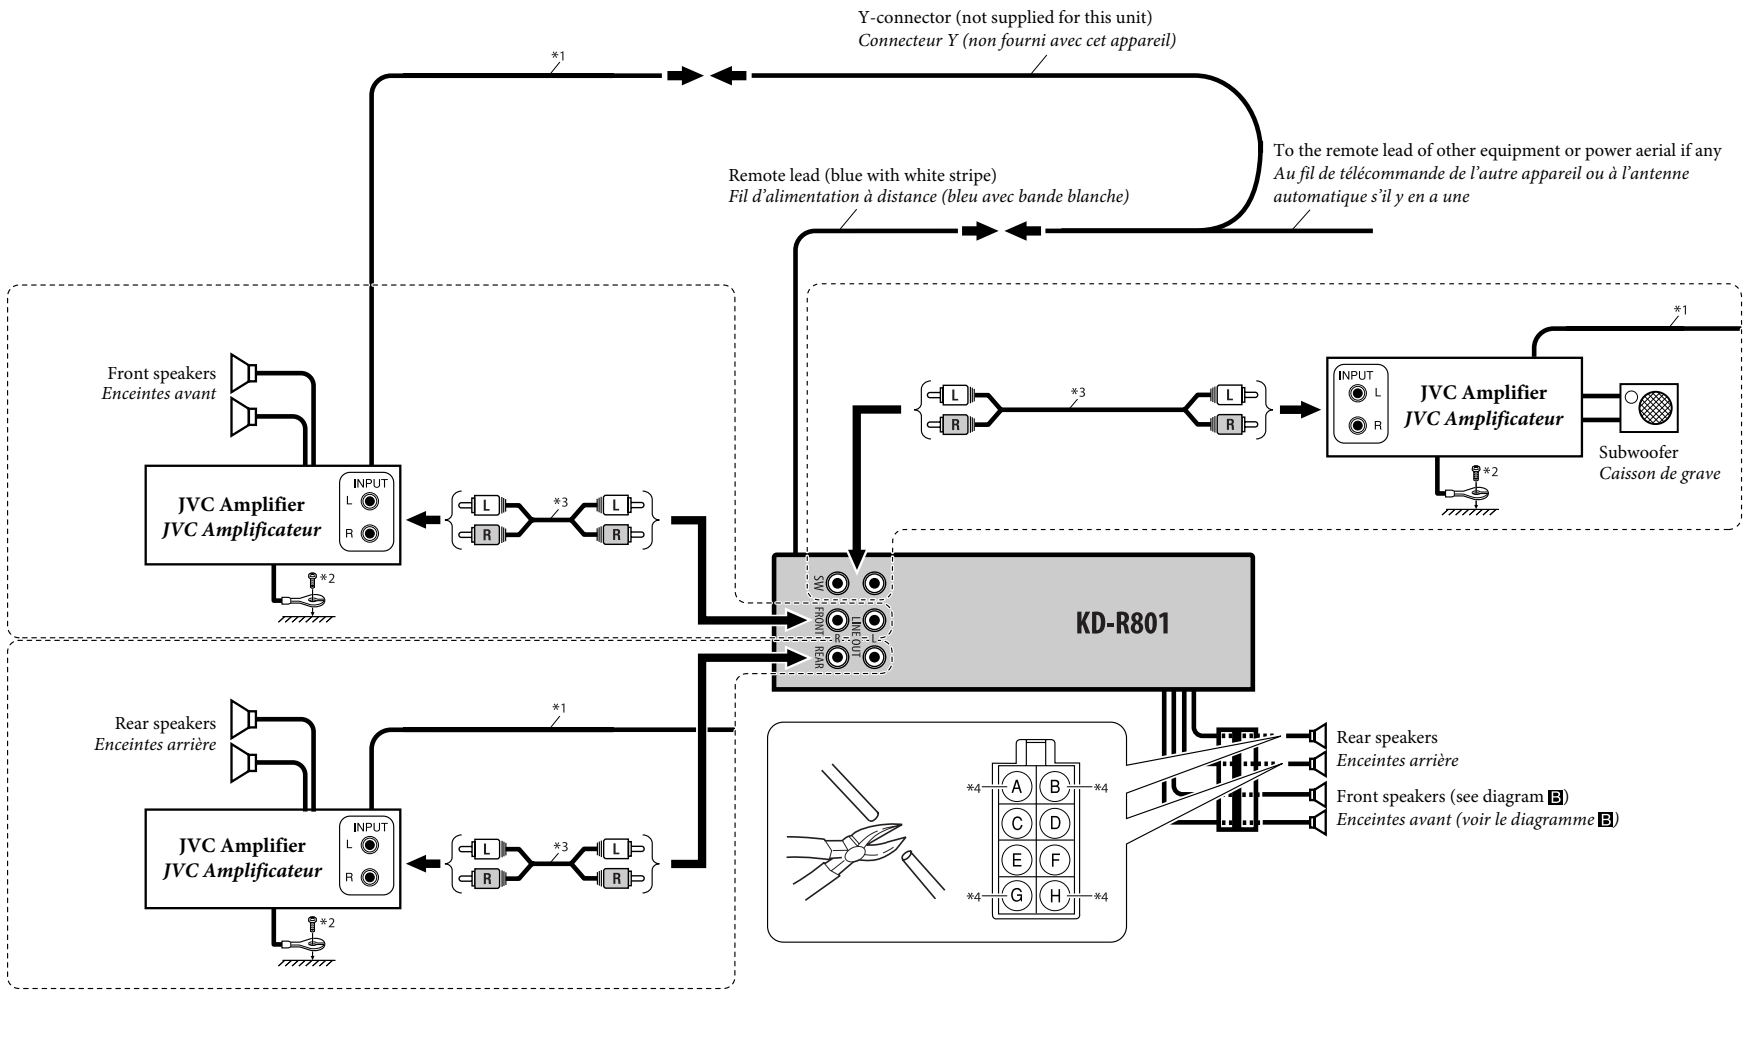 Y-connector (not supplied for this unit)
Connecteur Y (non fourni avec cet appareil)
*1
To the remote lead of other equipment or power aerial if any
Au fil de télécommande de l'autre appareil ou à l'antenne
automatique s'il y en a une
Remote lead (blue with white stripe)
Fil d'alimentation à distance (bleu avec bande blanche)
*1
Front speakers
Enceintes avant
INPUT
L
R
JVC Amplifier
JVC Amplificateur
L
R
*3
L
R
Subwoofer
Caisson de grave
*2
JVC Amplifier
JVC Amplificateur
INPUT
L
R
L
R
*3
L
R
*2
SW
FRONT
REAR
LINE OUT
R
L
KD-R801
Rear speakers
Enceintes arrière
*1
JVC Amplifier
JVC Amplificateur
INPUT
L
R
L
R
*3
L
R
*2
*4 A B *4
C D
E F
*4 G H *4
Rear speakers
Enceintes arrière
Front speakers (see diagram B)
Enceintes avant (voir le diagramme B)